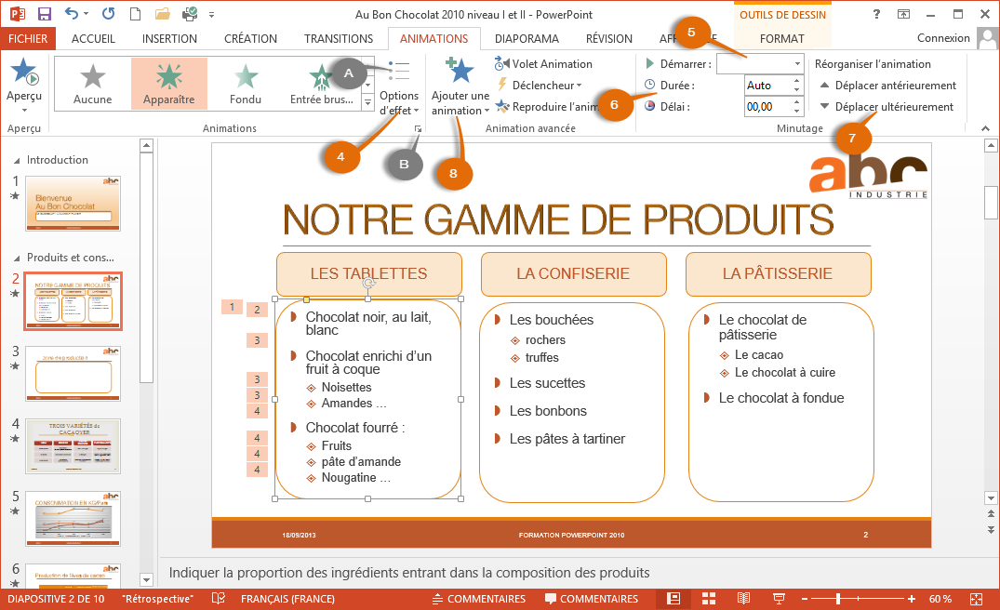 Au Bon Chocolat 2010 niveau I et II - PowerPoint
OUTILS DE DESSIN
FICHIER ACCUEIL INSERTION CRÉATION TRANSITIONS ANIMATIONS DIAPORAMA RÉVISION FORMAT Connexion
Aperçu
Aucune
Apparaître
Fondu
Entrée brus...
Options
d'effet
Ajouter une
animation
Volet Animation
Déclencheur
Reproduire l'anim
Démarrer :
Durée : Auto
Délai : 00,00
Réorganiser l'animation
Déplacer antérieurement
Déplacer ultérieurement
Aperçu Animations Animation avancée Minutage
A
B
4
5
6
7
8
Introduction
1
abc
Bienvenue
Au Bon Chocolat
Produits et cons...
2
abc
NOTRE GAMME DE PRODUITS
3
abc
4
TROIS VARIÉTÉS de
CACAOYER
5
abc
CONSOMMATION EN KG/Pers
6
abc
Production de fèves de cacao
abc
INDUSTRIE
NOTRE GAMME DE PRODUITS
LES TABLETTES
1
2
3
3
3
4
4
4
4
Chocolat noir, au lait,
blanc
Chocolat enrichi d'un
fruit à coque
Noisettes
Amandes ...
Chocolat fourré :
Fruits
pâte d'amande
Nougatine ...
LA CONFISERIE
Les bouchées
rochers
truffes
Les sucettes
Les bonbons
Les pâtes à tartiner
LA PÂTISSERIE
Le chocolat de
pâtisserie
Le cacao
Le chocolat à cuire
Le chocolat à fondue
18/09/2013 FORMATION POWERPOINT 2010 2
Indiquer la proportion des ingrédients entrant dans la composition des produits
DIAPOSITIVE 2 DE 10 "Rétrospective" FRANÇAIS (FRANCE) COMMENTAIRES COMMENTAIRES 60 %